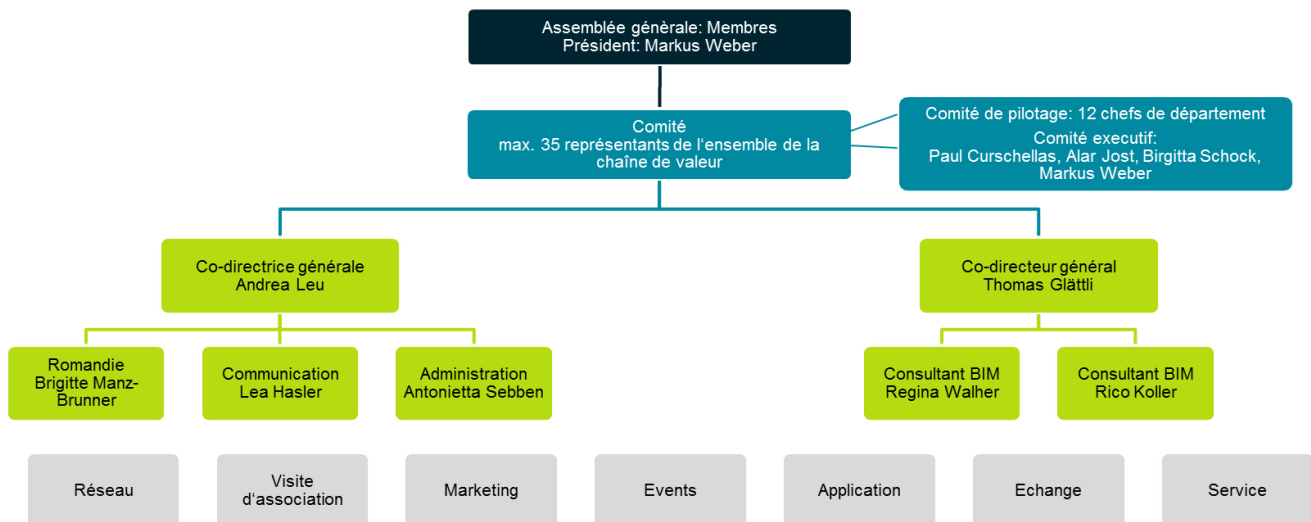 Assemblée génèrale: Membres
Président: Markus Weber
Comité
max. 35 représentants de l'ensemble de la
chaîne de valeur
Comité de pilotage: 12 chefs de département
Comité executif:
Paul Curschellas, Alar Jost, Birgitta Schock,
Markus Weber
Co-directrice générale
Andrea Leu
Co-directeur général
Thomas Glättli
Romandie
Brigitte Manz-
Brunner
Communication
Lea Hasler
Administration
Antonietta Sebben
Consultant BIM
Regina Walher
Consultant BIM
Rico Koller
Réseau
Visite
d'association
Marketing
Events
Application
Echange
Service